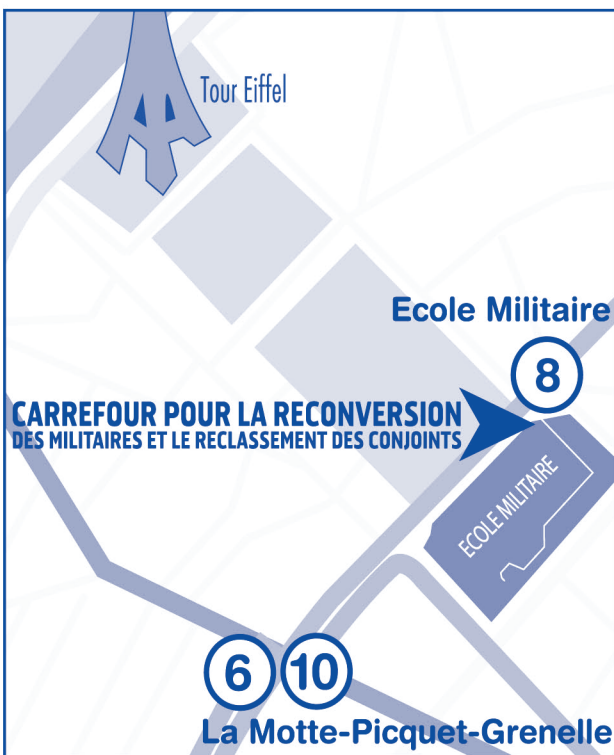 Tour Eiffel
Ecole Militaire
8
CARREFOUR POUR LA RECONVERSION
DES MILITAIRES ET LE RECLASSEMENT DES CONJOINTS
ECOLE MILITAIRE
6 10
La Motte-Picquet-Grenelle